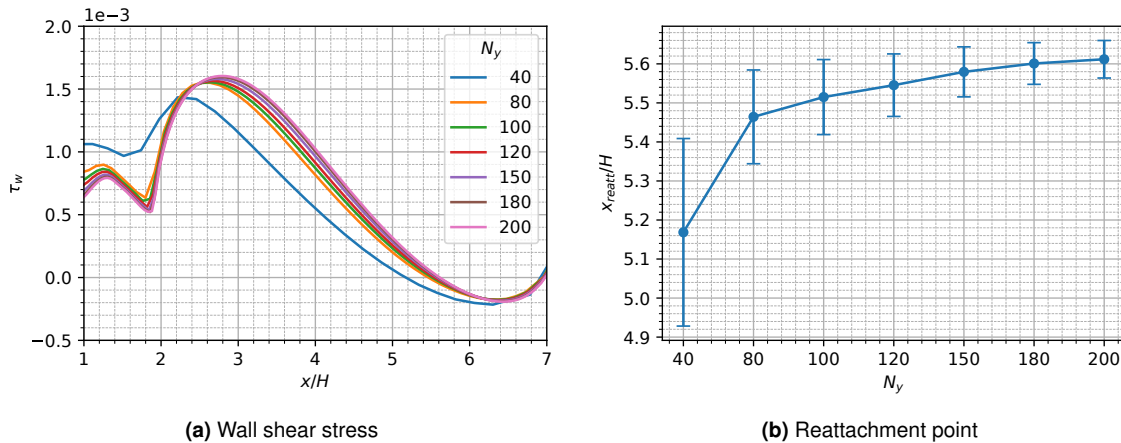 1e−3
2.0
1.5
1.0
0.5
0.0
−0.5
τw
1 2 3 4 5 6 7
x/H
Ny
40
80
100
120
150
180
200
(a) Wall shear stress
5.6
5.5
5.4
5.3
5.2
5.1
5.0
4.9
xreatt/H
40 80 100 120 150 180 200
Ny
(b) Reattachment point